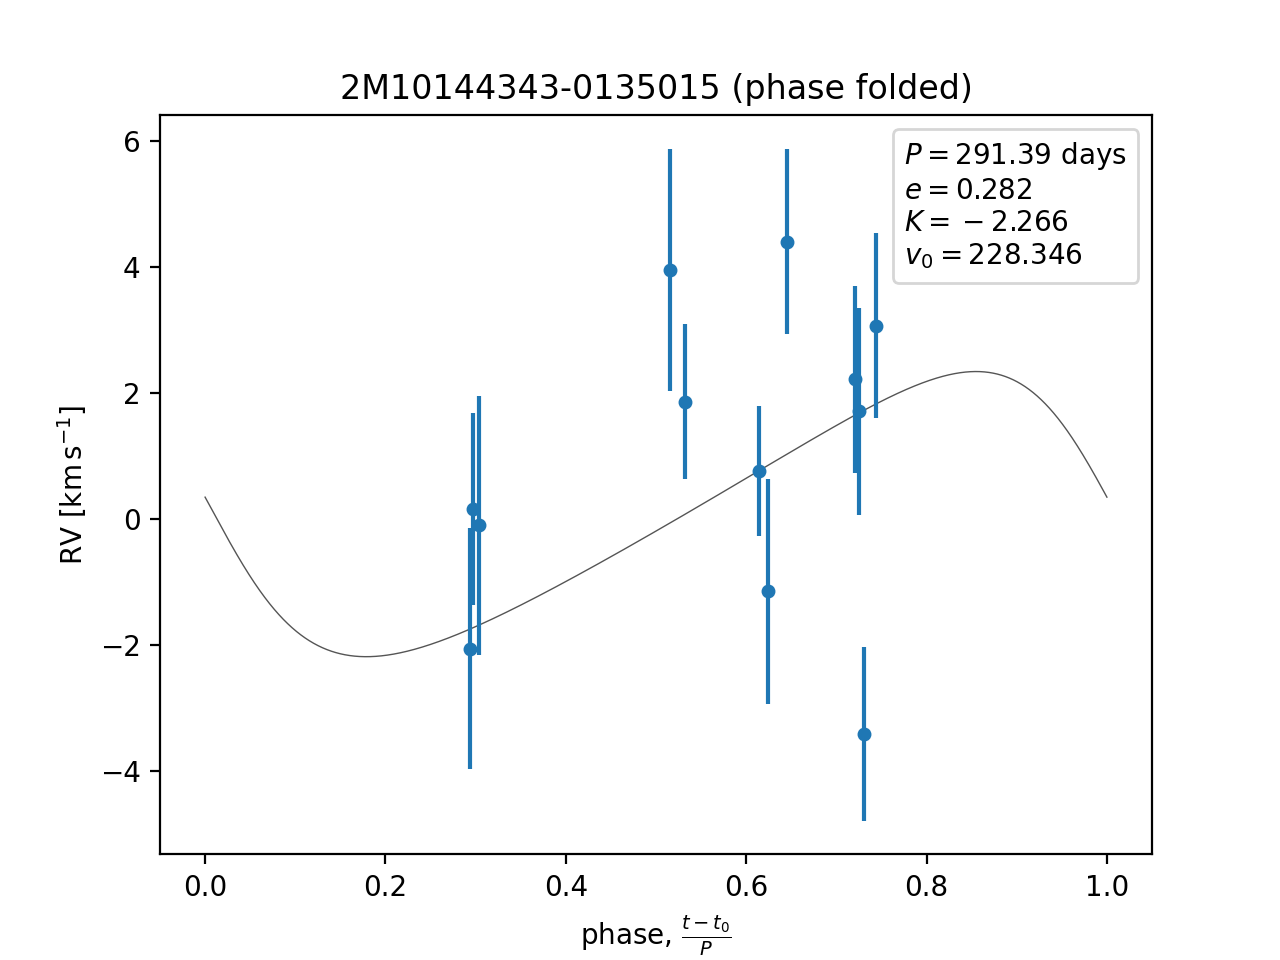 2M10144343-0135015 (phase folded)
P = 291.39 days
e = 0.282
K = −2.266
v₀ = 228.346
RV [km s⁻¹]
6
4
2
0
−2
−4
0.0 0.2 0.4 0.6 0.8 1.0
phase, (t − t₀)/P